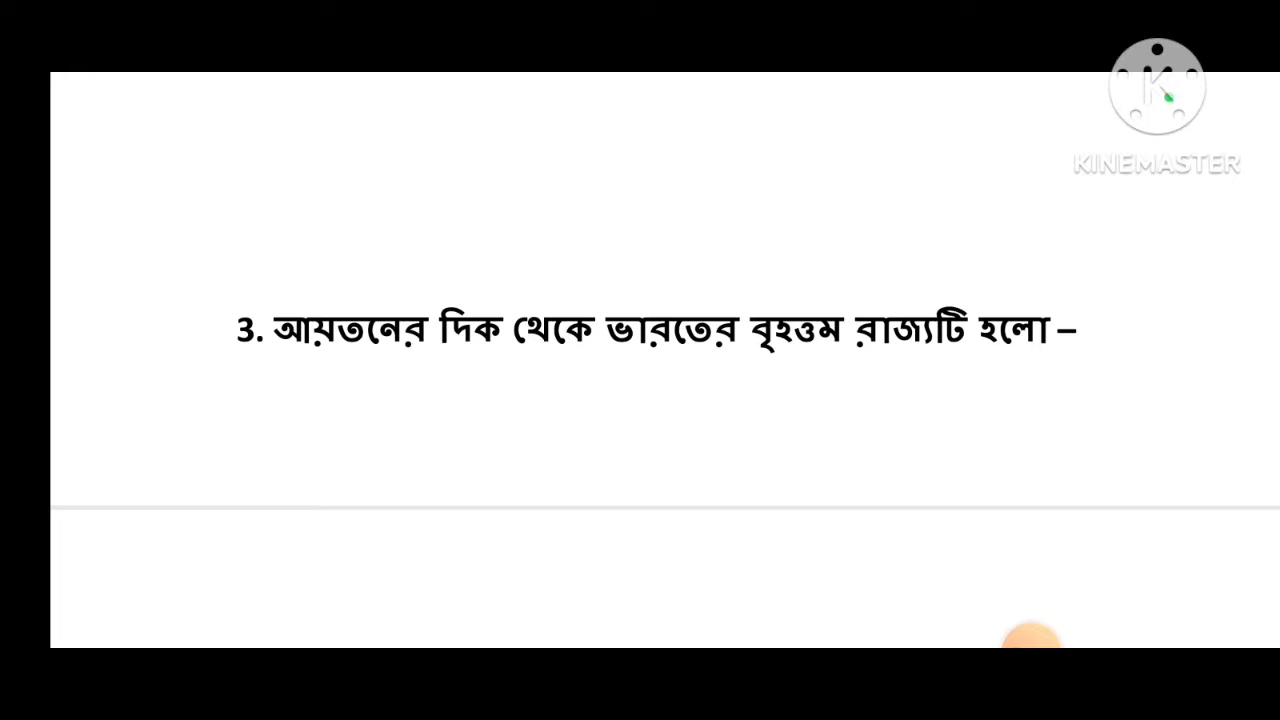 KINEMASTER
3. আয়তনের দিক থেকে ভারতের বৃহত্তম রাজ্যটি হলো –